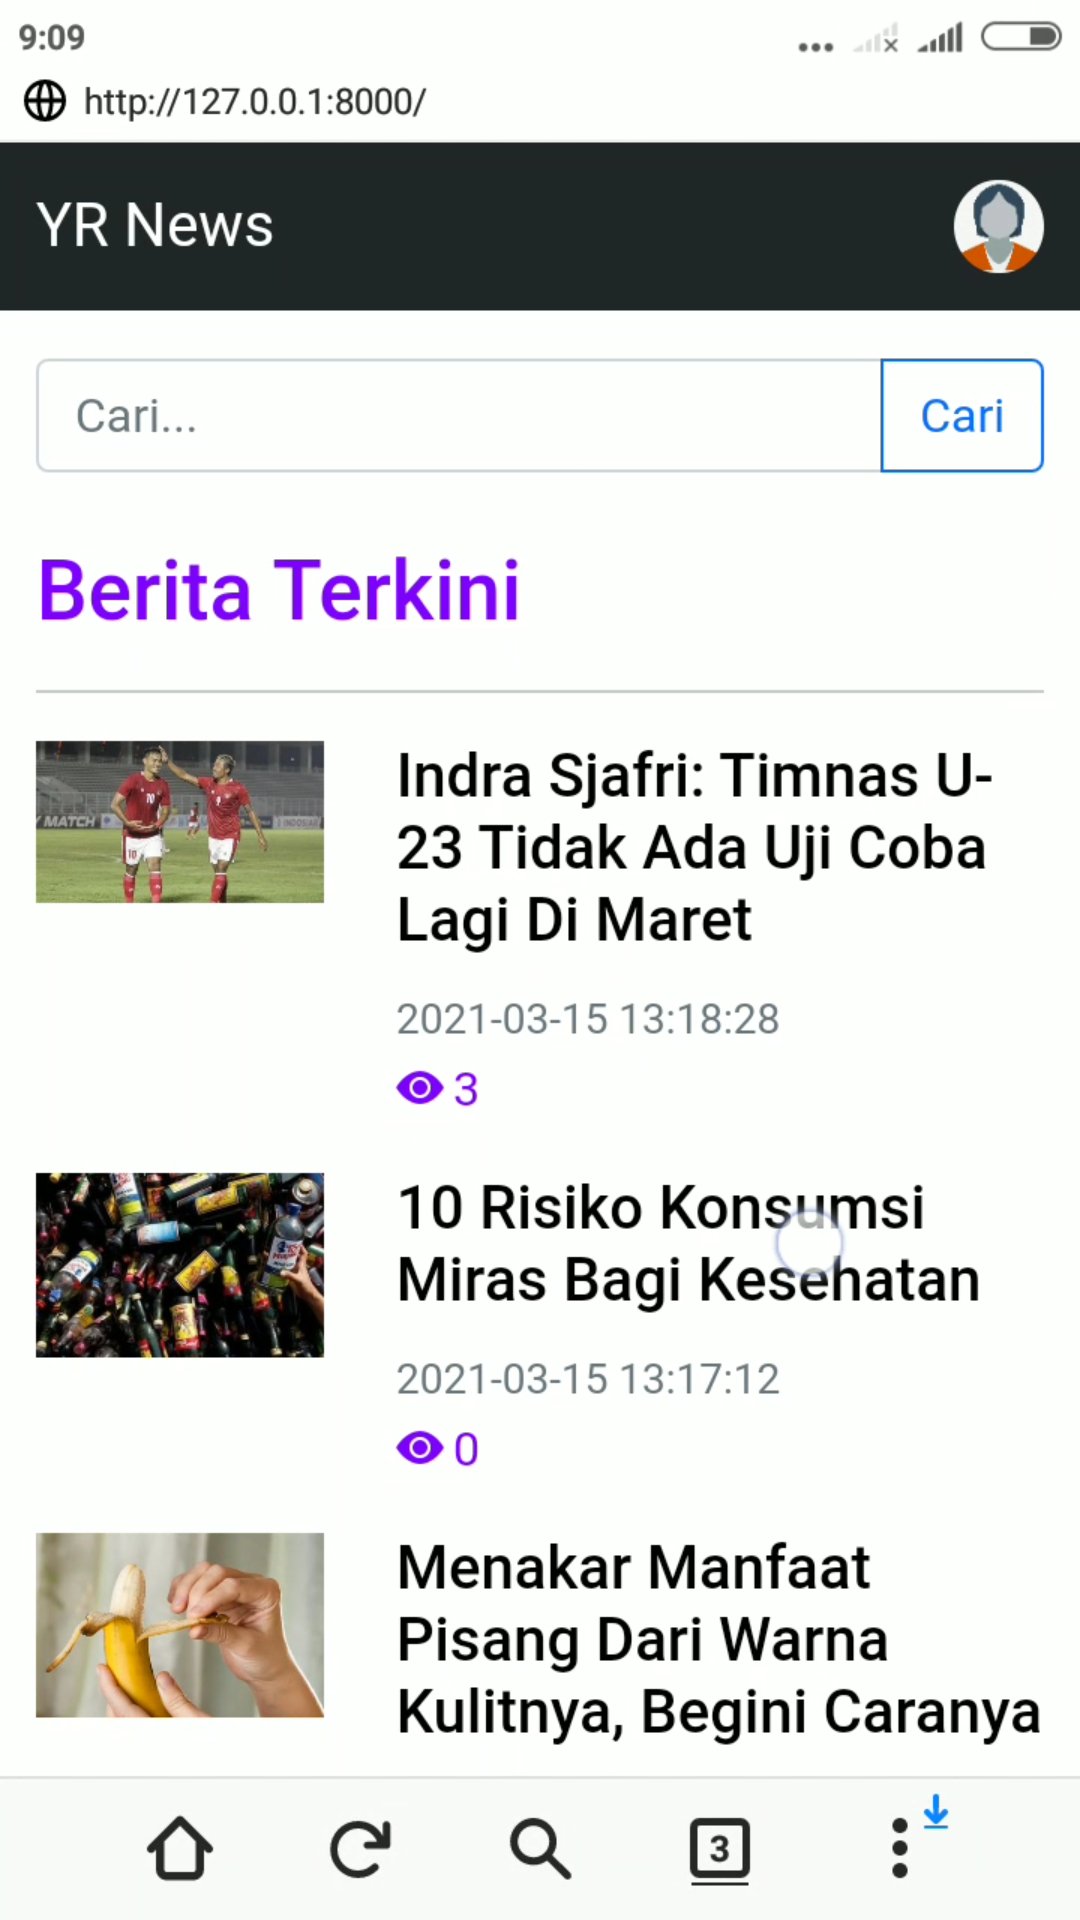 9:09
http://127.0.0.1:8000/
YR News
Cari...
Cari
Berita Terkini
MATCH
10
Indra Sjafri: Timnas U-
23 Tidak Ada Uji Coba
Lagi Di Maret
2021-03-15 13:18:28
3
10 Risiko Konsumsi
Miras Bagi Kesehatan
2021-03-15 13:17:12
0
Menakar Manfaat
Pisang Dari Warna
Kulitnya, Begini Caranya
3